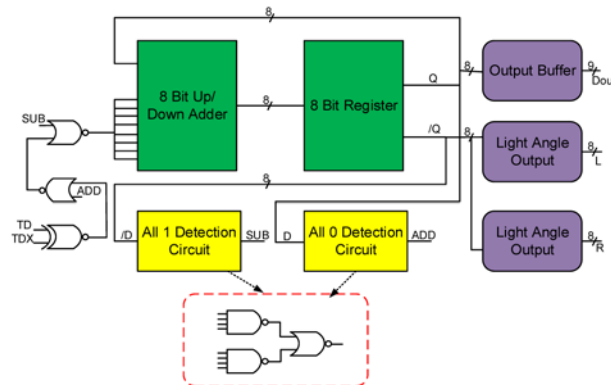 8
8
8 Bit Up/
Down Adder
8
8 Bit Register
Q
/Q
8
Output Buffer
9
Dou
SUB
ADD
TD
TDX
8
Light Angle
Output
8
L
8
/D
All 1 Detection
Circuit
SUB
D
All 0 Detection
Circuit
ADD
Light Angle
Output
8
R